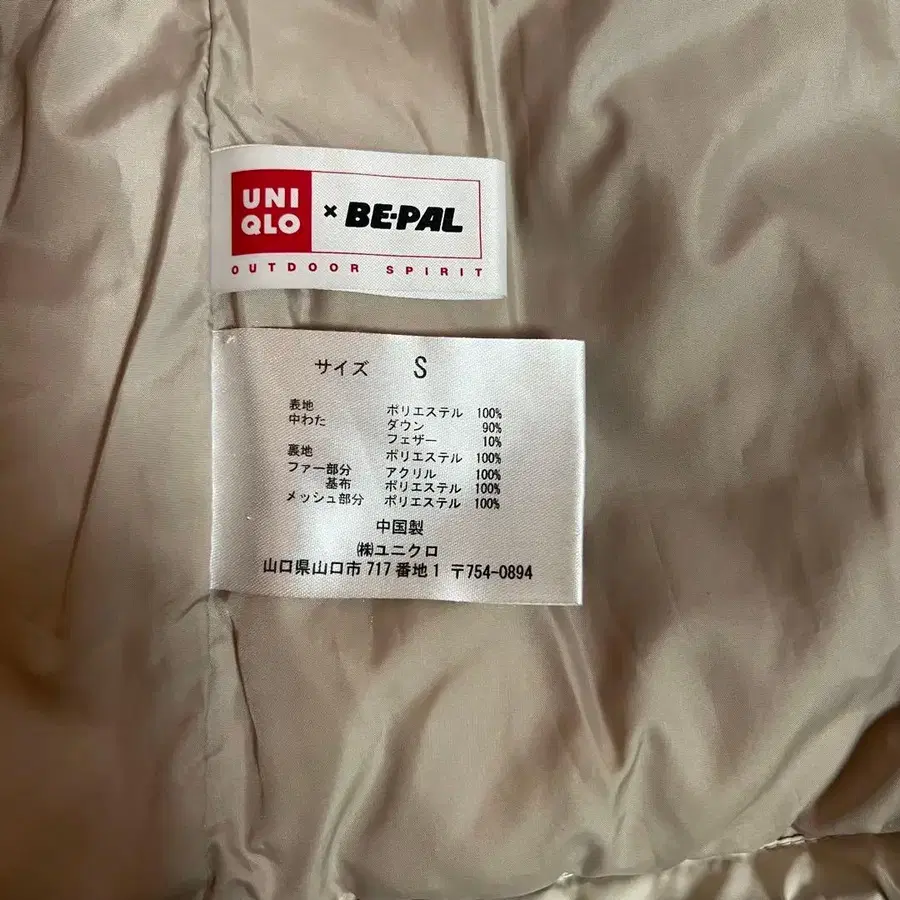 UNI
QLO × BE-PAL
OUTDOOR SPIRIT
サイズ S
表地 ポリエステル 100%
中わた ダウン 90%
フェザー 10%
裏地 ポリエステル 100%
ファー部分 アクリル 100%
基布 ポリエステル 100%
メッシュ部分 ポリエステル 100%
中国製
㈱ユニクロ
山口県山口市717番地1 〒754-0894